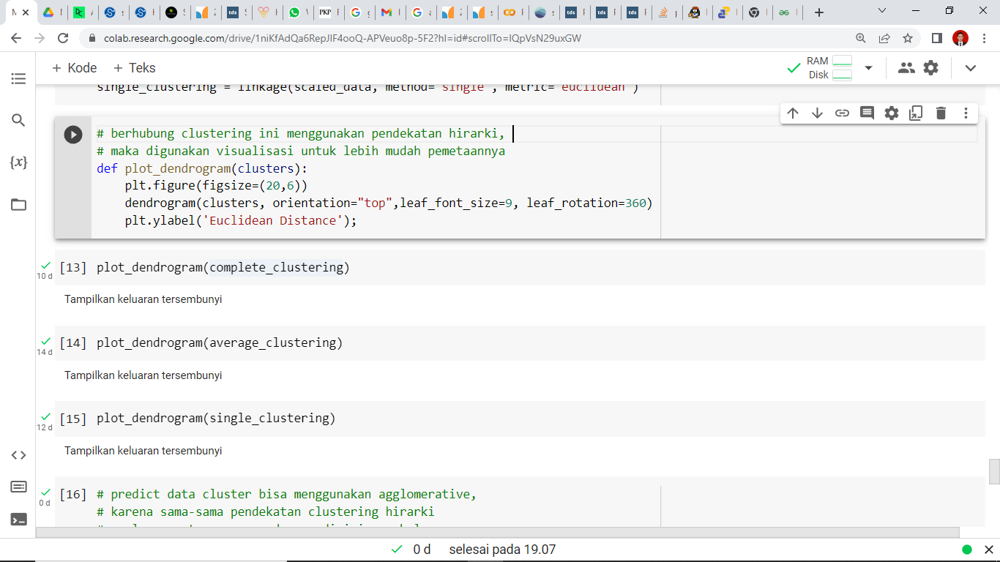 colab.research.google.com/drive/1niKfAdQa6RepJIF4ooQ-APVeuo8p-5F2?hl=id#scrollTo=IQpVsN29uxGW
+ Kode + Teks
RAM
Disk
single_clustering = linkage(scaled_data, method='single', metric='euclidean')
# berhubung clustering ini menggunakan pendekatan hirarki,
# maka digunakan visualisasi untuk lebih mudah pemetaannya
def plot_dendrogram(clusters):
plt.figure(figsize=(20,6))
dendrogram(clusters, orientation="top",leaf_font_size=9, leaf_rotation=360)
plt.ylabel('Euclidean Distance');
{x}
[13] plot_dendrogram(complete_clustering)
10 d
Tampilkan keluaran tersembunyi
[14] plot_dendrogram(average_clustering)
14 d
Tampilkan keluaran tersembunyi
[15] plot_dendrogram(single_clustering)
12 d
Tampilkan keluaran tersembunyi
[16] # predict data cluster bisa menggunakan agglomerative,
0 d
# karena sama-sama pendekatan clustering hirarki
0 d selesai pada 19.07